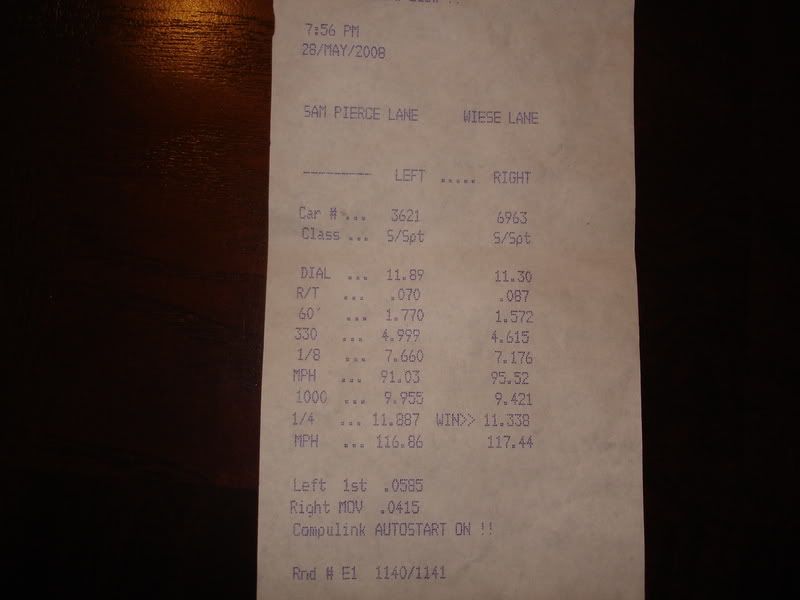 7:56 PM
28/MAY/2008
SAM PIERCE LANE WIESE LANE
--------- LEFT ..... RIGHT
Car # ... 3621 6963
Class ... S/Spt S/Spt
DIAL ... 11.89 11.30
R/T ... .070 .087
60' ... 1.770 1.572
330 ... 4.999 4.615
1/8 ... 7.660 7.176
MPH ... 91.03 95.52
1000 ... 9.955 9.421
1/4 ... 11.887 WIN>> 11.338
MPH ... 116.86 117.44
Left 1st .0585
Right MOV .0415
Compulink AUTOSTART ON !!
Rnd # E1 1140/1141